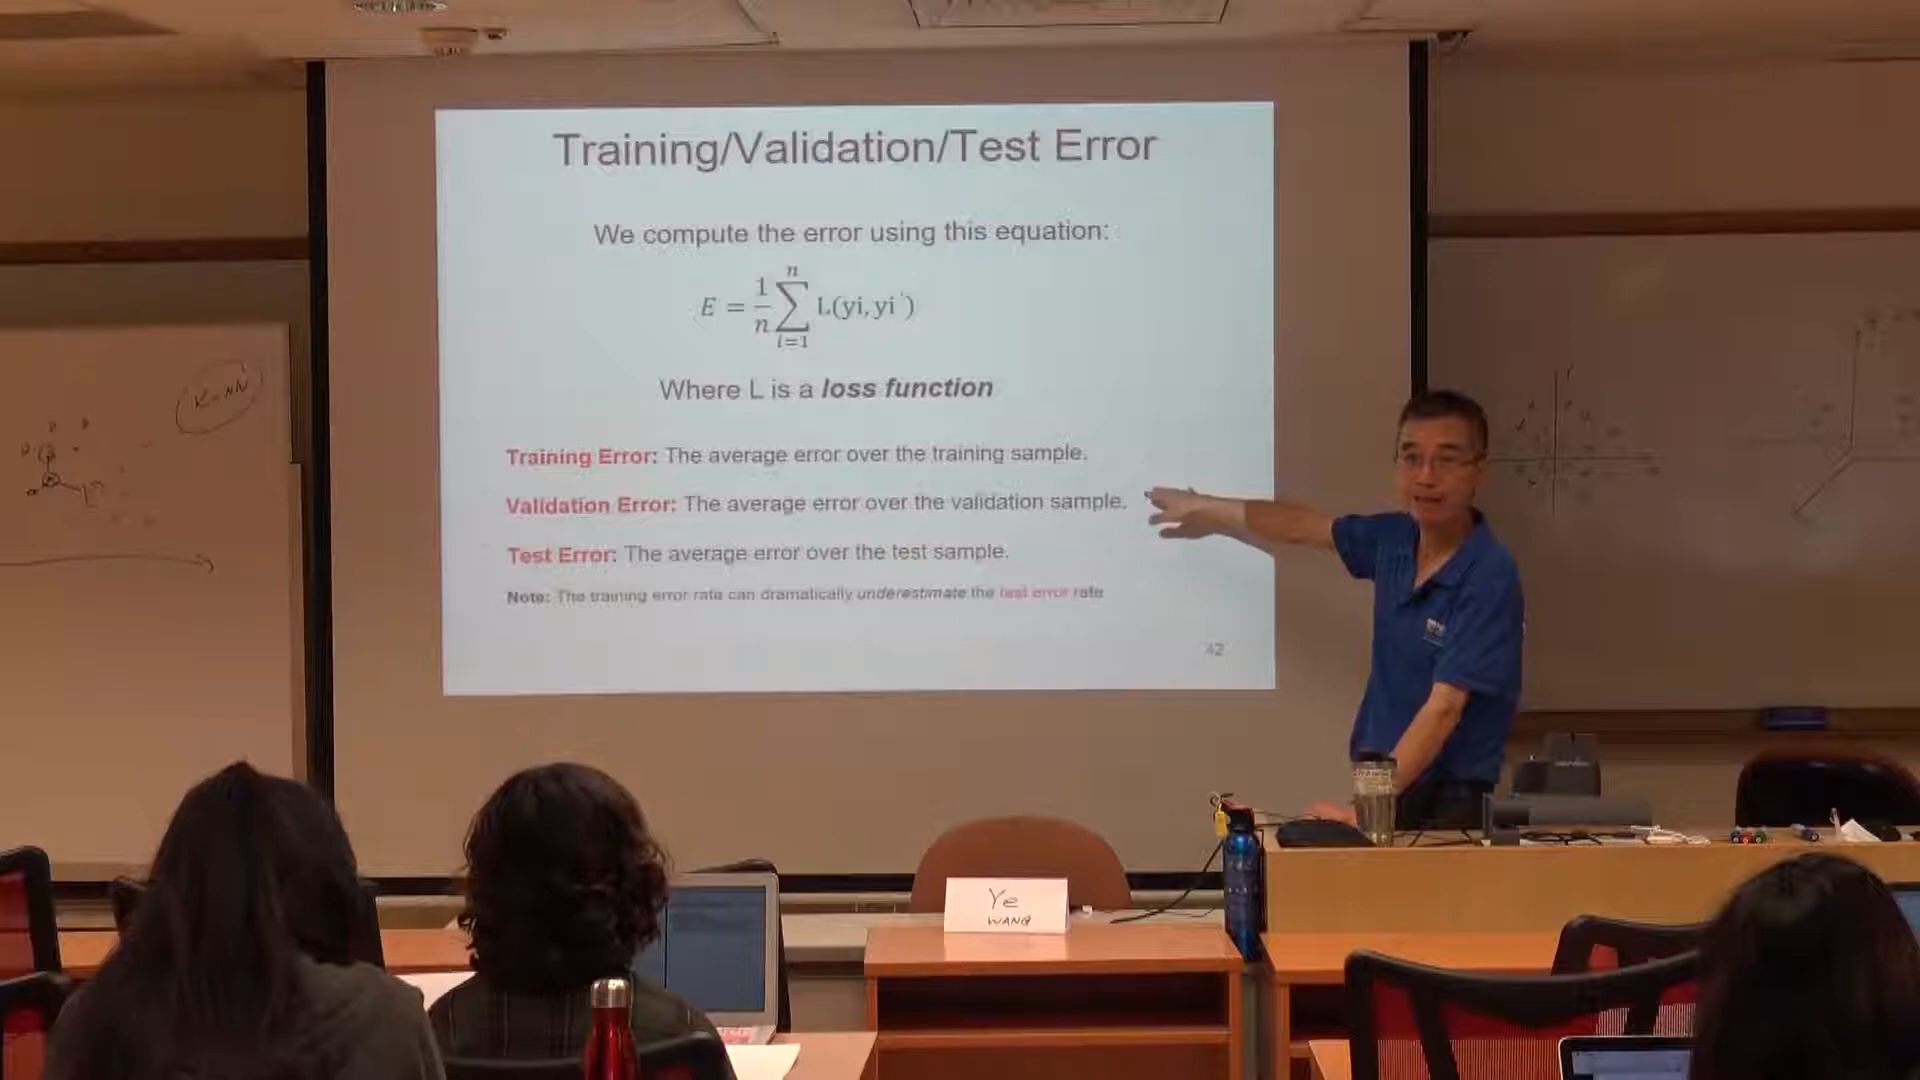 Training/Validation/Test Error
We compute the error using this equation:
E = \frac{1}{n} \sum_{i=1}^{n} L(yi, yi')
Where L is a loss function
Training Error: The average error over the training sample.
Validation Error: The average error over the validation sample.
Test Error: The average error over the test sample.
Note: The training error rate can dramatically underestimate the test error rate
42
K-NN
Ye
WANG